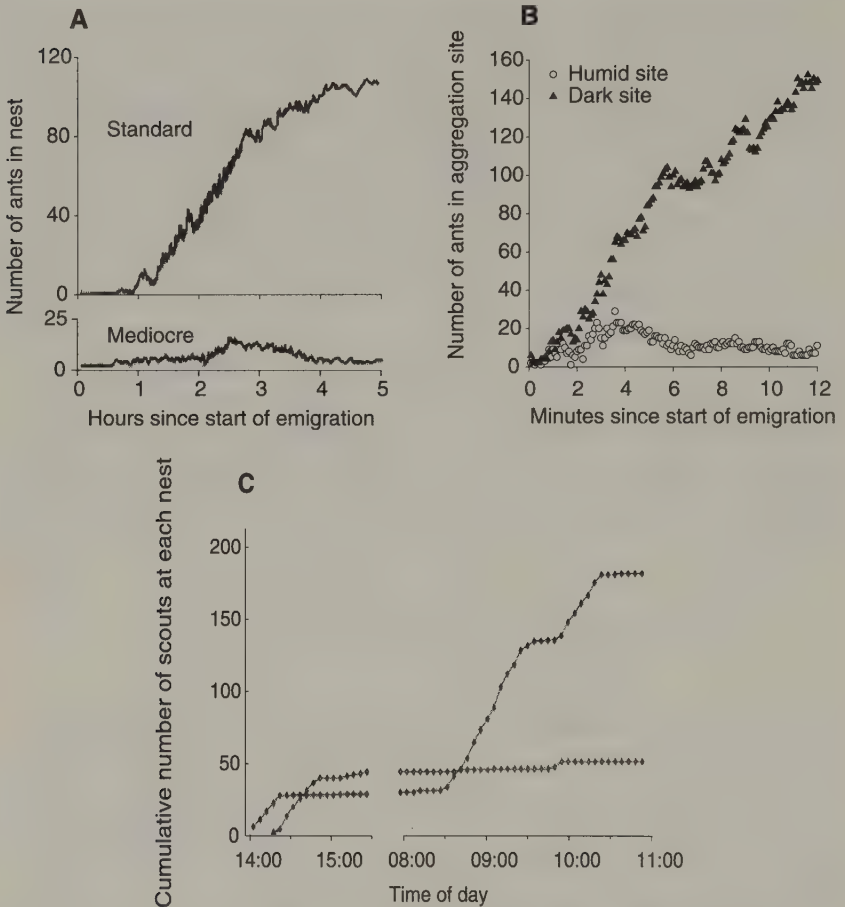 A
Number of ants in nest
120
80
40
0
Standard
25
0
Mediocre
0 1 2 3 4 5
Hours since start of emigration
B
Number of ants in aggregation site
160
140
120
100
80
60
40
20
0
Humid site
Dark site
0 2 4 6 8 10 12
Minutes since start of emigration
C
Cumulative number of scouts at each nest
200
150
100
50
0
14:00 15:00 08:00 09:00 10:00 11:00
Time of day